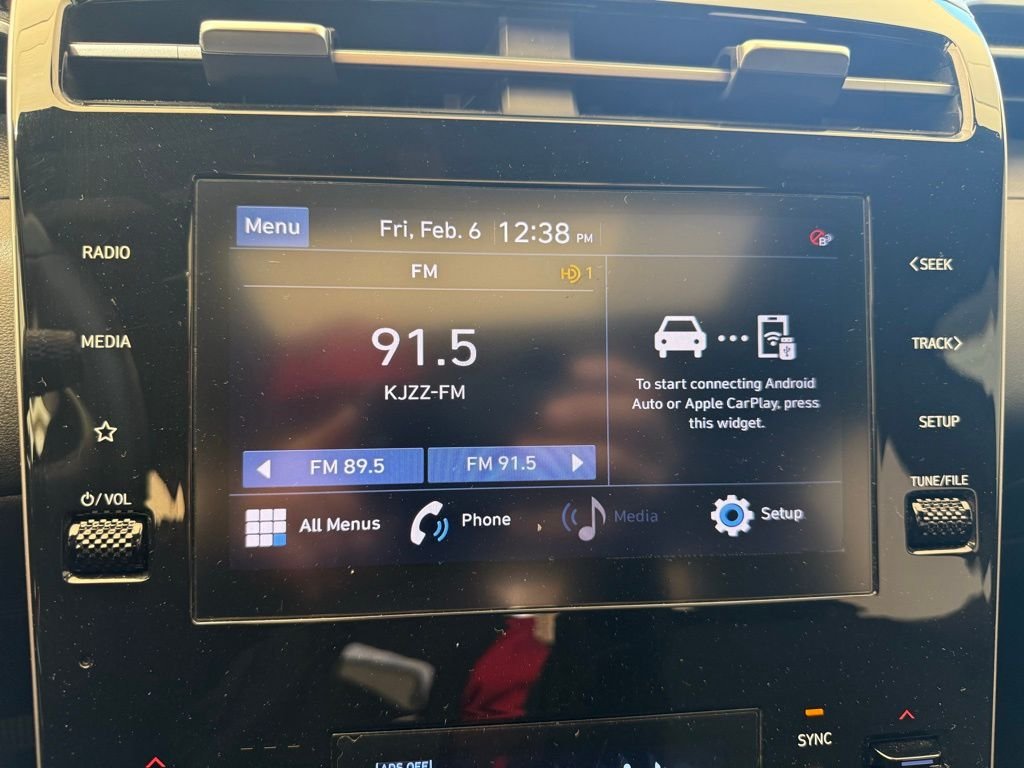 RADIO
MEDIA
⏻/ VOL
Menu
Fri, Feb. 6 12:38 PM
B
FM
HD 1
91.5
KJZZ-FM
FM 89.5
FM 91.5
To start connecting Android
Auto or Apple CarPlay, press
this widget.
All Menus
Phone
Media
Setup
<SEEK
TRACK>
SETUP
TUNE/FILE
SYNC